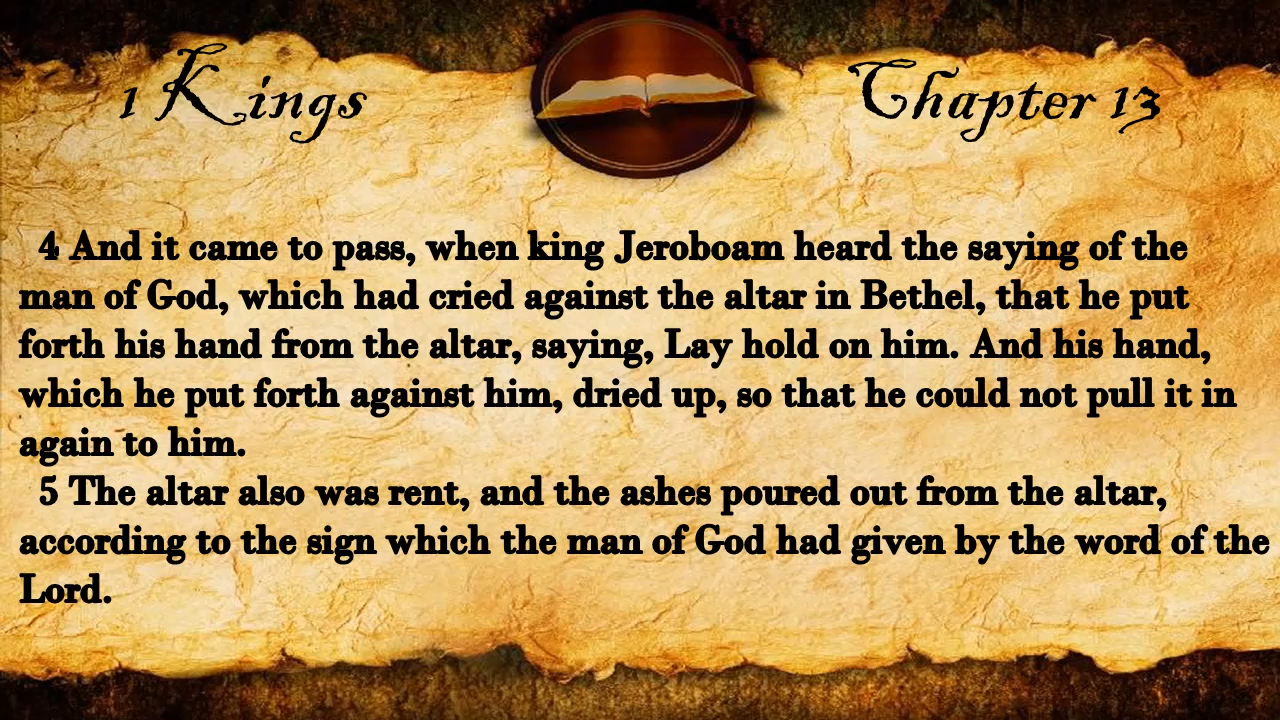 1 Kings
Chapter 13
4 And it came to pass, when king Jeroboam heard the saying of the
man of God, which had cried against the altar in Bethel, that he put
forth his hand from the altar, saying, Lay hold on him. And his hand,
which he put forth against him, dried up, so that he could not pull it in
again to him.
5 The altar also was rent, and the ashes poured out from the altar,
according to the sign which the man of God had given by the word of the
Lord.